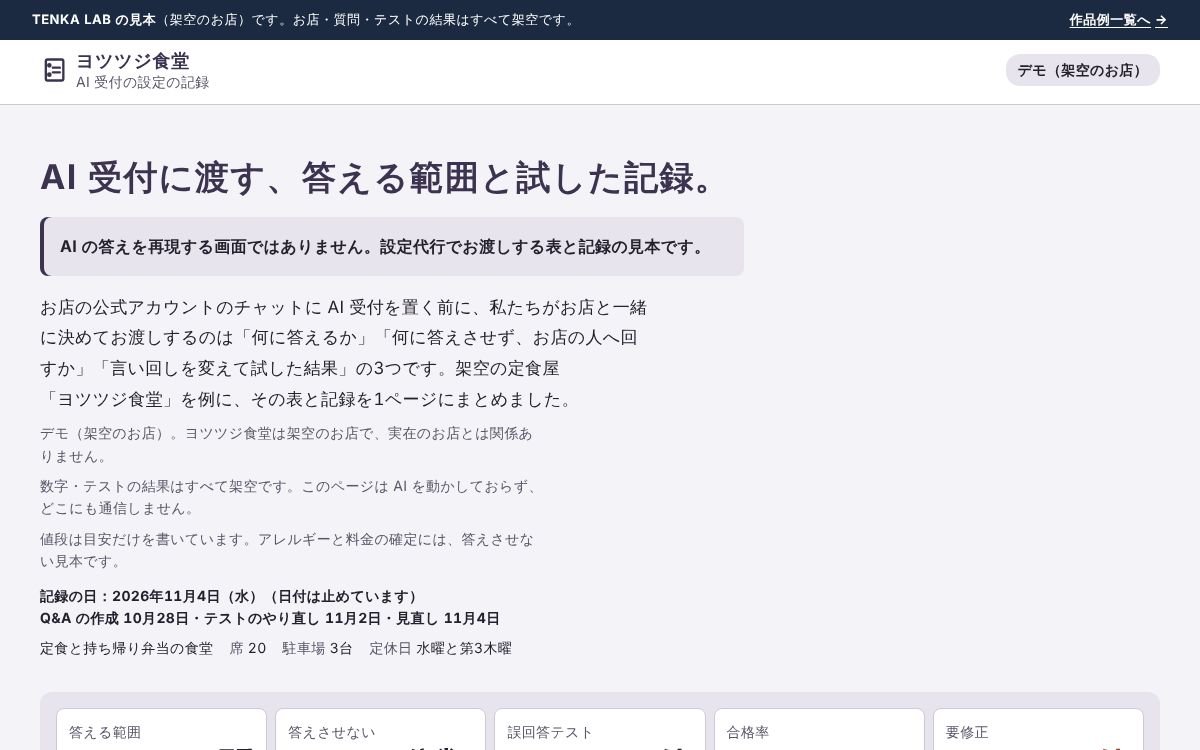 TENKA LAB の見本（架空のお店）です。お店・質問・テストの結果はすべて架空です。
作品例一覧へ →
ヨツツジ食堂
AI 受付の設定の記録
デモ（架空のお店）
AI 受付に渡す、答える範囲と試した記録。
AI の答えを再現する画面ではありません。設定代行でお渡しする表と記録の見本です。
お店の公式アカウントのチャットに AI 受付を置く前に、私たちがお店と一緒
に決めてお渡しするのは「何に答えるか」「何に答えさせず、お店の人へ回
すか」「言い回しを変えて試した結果」の3つです。架空の定食屋
「ヨツツジ食堂」を例に、その表と記録を1ページにまとめました。
デモ（架空のお店）。ヨツツジ食堂は架空のお店で、実在のお店とは関係あ
りません。
数字・テストの結果はすべて架空です。このページは AI を動かしておらず、
どこにも通信しません。
値段は目安だけを書いています。アレルギーと料金の確定には、答えさせな
い見本です。
記録の日：2026年11月4日（水）（日付は止めています）
Q&A の作成 10月28日・テストのやり直し 11月2日・見直し 11月4日
定食と持ち帰り弁当の食堂 席 20 駐車場 3台 定休日 水曜と第3木曜
答える範囲
答えさせない
誤回答テスト
合格率
要修正